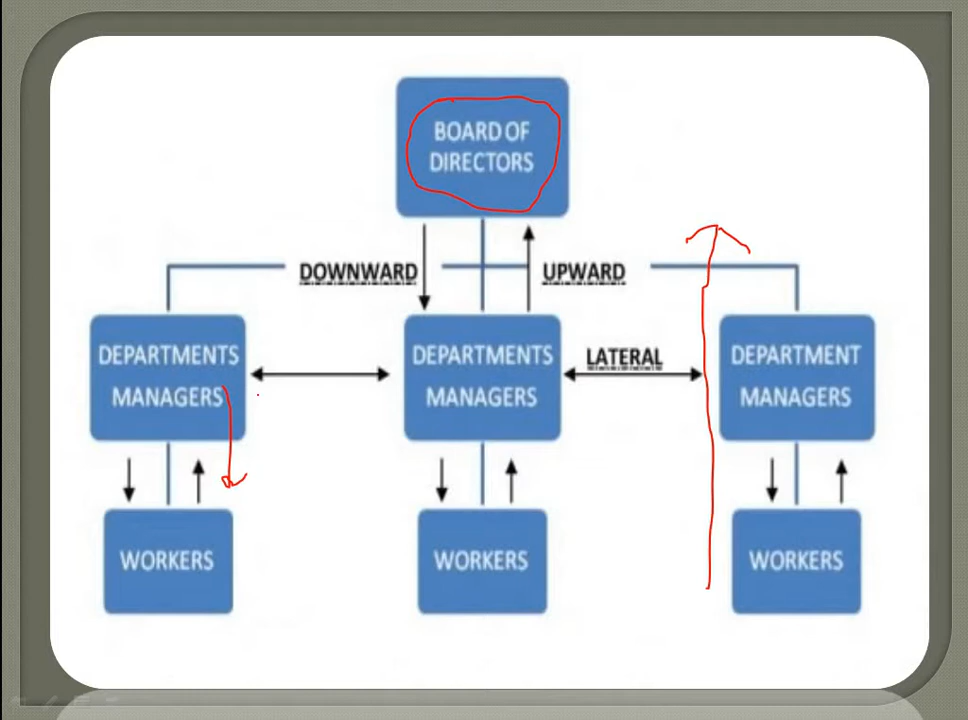 BOARD OF
DIRECTORS
DOWNWARD
UPWARD
DEPARTMENTS
MANAGERS
DEPARTMENTS
MANAGERS
LATERAL
DEPARTMENT
MANAGERS
WORKERS
WORKERS
WORKERS